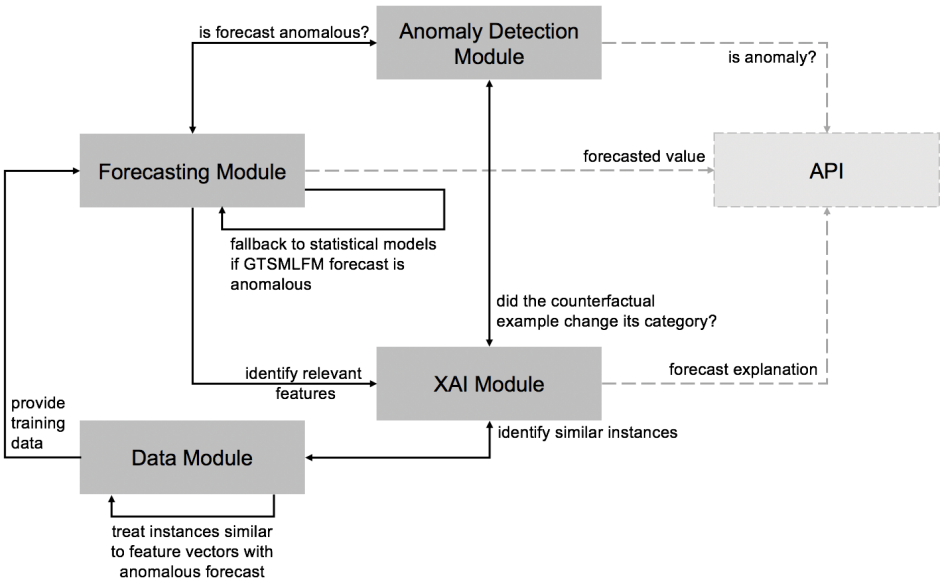 is forecast anomalous?
Anomaly Detection
Module
is anomaly?
Forecasting Module
forecasted value
API
fallback to statistical models
if GTSMLFM forecast is
anomalous
did the counterfactual
example change its category?
identify relevant
features
XAI Module
forecast explanation
provide
training
data
identify similar instances
Data Module
treat instances similar
to feature vectors with
anomalous forecast